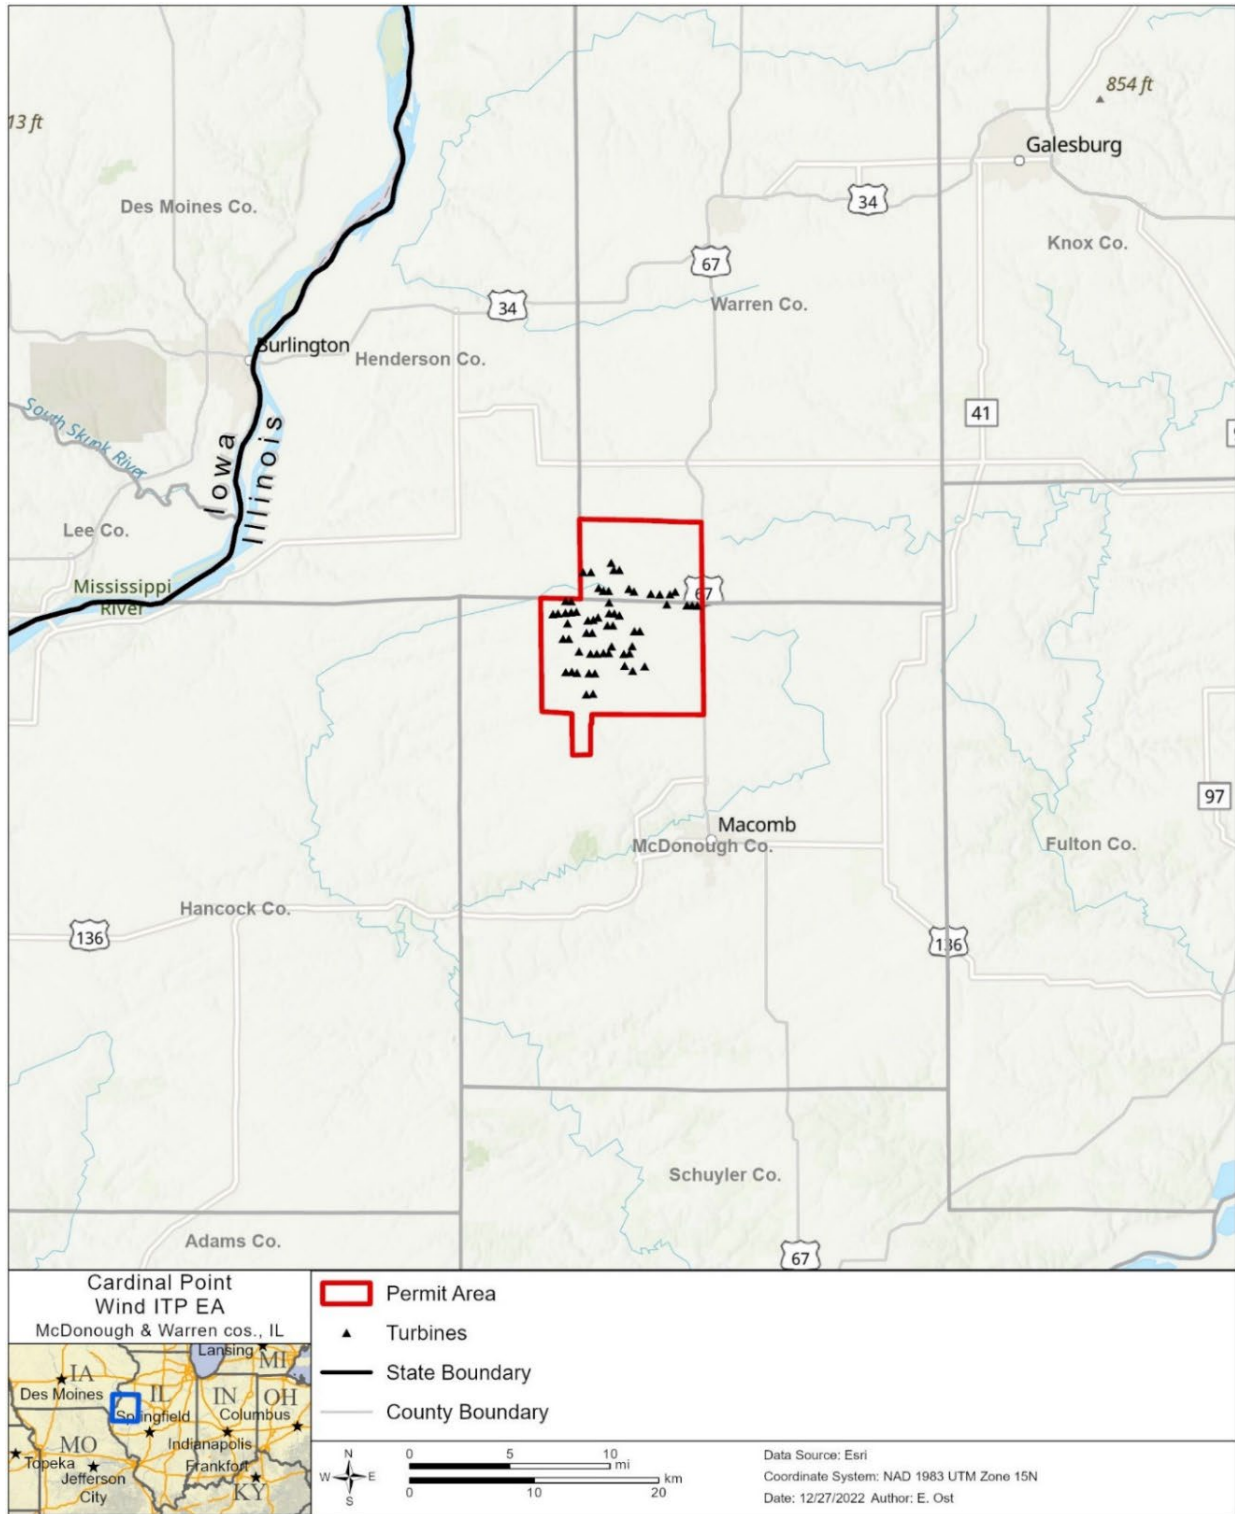 854 ft
13 ft
Galesburg
34
Des Moines Co.
Knox Co.
67
34
Warren Co.
Burlington
Henderson Co.
South Skunk River
41
Iowa
Illinois
Lee Co.
Mississippi
River
67
97
Macomb
McDonough Co.
Fulton Co.
Hancock Co.
136
136
Schuyler Co.
Adams Co.
67
Cardinal Point
Wind ITP EA
McDonough & Warren cos., IL
Lansing
MI
IA
Des Moines
IL
IN
OH
Springfield
Columbus
Indianapolis
MO
Topeka
Jefferson
City
Frankfort
KY
Permit Area
Turbines
State Boundary
County Boundary
N
W E
S
0 5 10
mi
km
0 10 20
Data Source: Esri
Coordinate System: NAD 1983 UTM Zone 15N
Date: 12/27/2022 Author: E. Ost